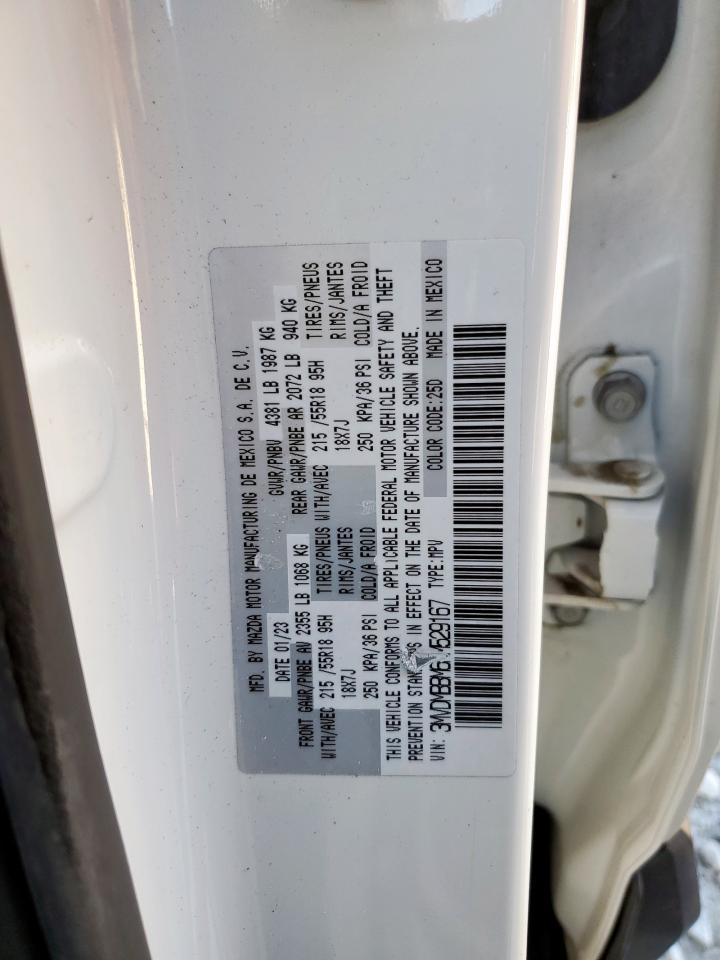 MFD. BY MAZDA MOTOR MANUFACTURING DE MEXICO S.A. DE C.V.
DATE 01/23 GVWR/PNBV 4381 LB 1987 KG
FRONT GAWR/PNBE AV 2355 LB 1068 KG REAR GAWR/PNBE AR 2072 LB 940 KG
WITH/AVEC 215 /55R18 95H TIRES/PNEUS WITH/AVEC 215 /55R18 95H TIRES/PNEUS
18X7J RIMS/JANTES 18X7J RIMS/JANTES
250 KPA/36 PSI COLD/A FROID 250 KPA/36 PSI COLD/A FROID
THIS VEHICLE CONFORMS TO ALL APPLICABLE FEDERAL MOTOR VEHICLE SAFETY AND THEFT
PREVENTION IN EFFECT ON THE DATE OF MANUFACTURE SHOWN ABOVE.
VIN: TYPE:MPV COLOR CODE:25D MADE IN MEXICO